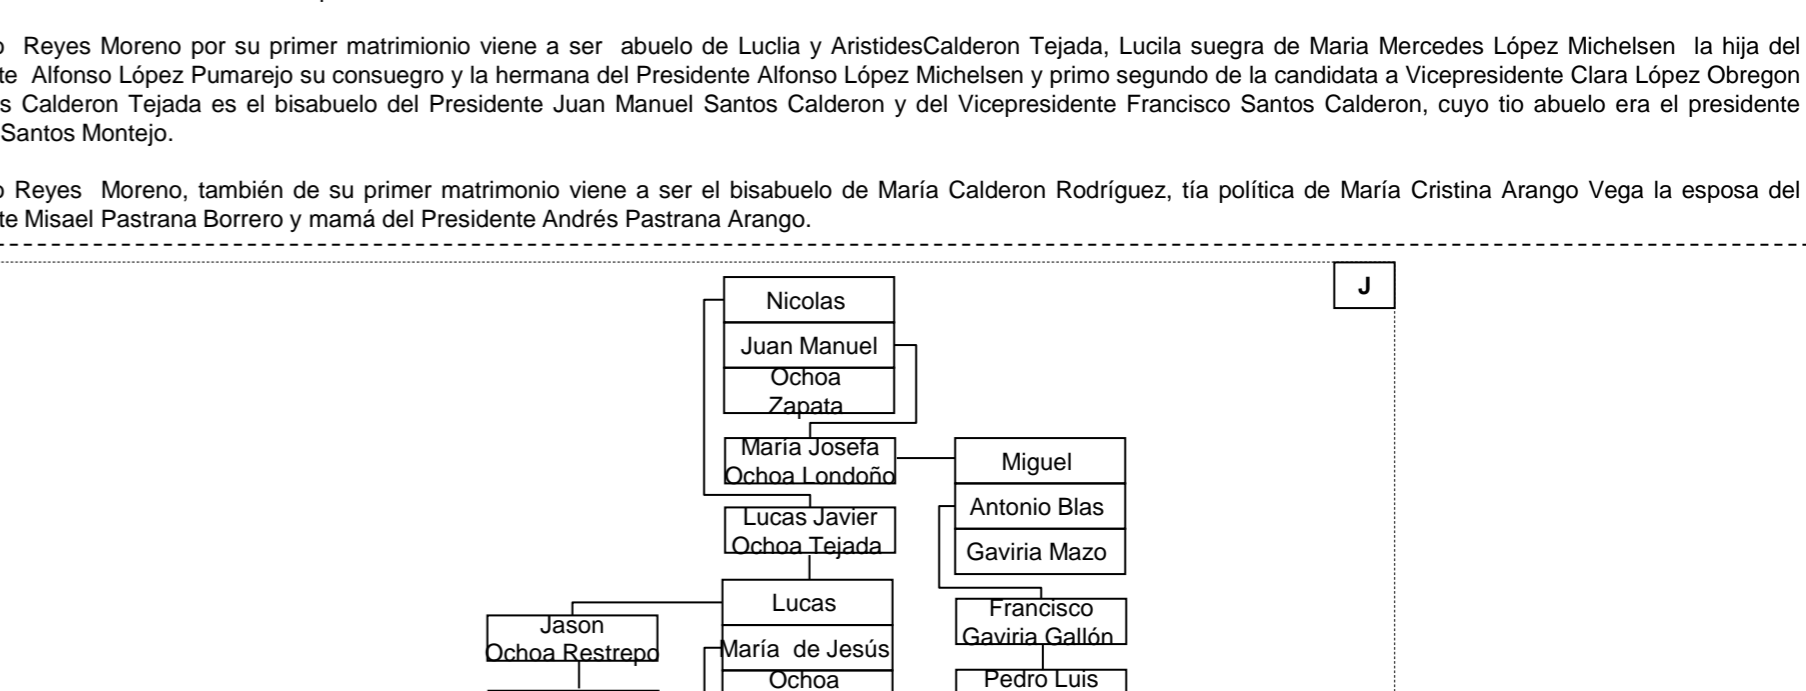 o Reyes Moreno por su primer matrimionio viene a ser abuelo de Luclia y AristidesCalderon Tejada, Lucila suegra de Maria Mercedes López Michelsen la hija del
te Alfonso López Pumarejo su consuegro y la hermana del Presidente Alfonso López Michelsen y primo segundo de la candidata a Vicepresidente Clara López Obregon
s Calderon Tejada es el bisabuelo del Presidente Juan Manuel Santos Calderon y del Vicepresidente Francisco Santos Calderon, cuyo tio abuelo era el presidente
Santos Montejo.
o Reyes Moreno, también de su primer matrimonio viene a ser el bisabuelo de María Calderon Rodríguez, tía política de María Cristina Arango Vega la esposa del
te Misael Pastrana Borrero y mamá del Presidente Andrés Pastrana Arango.
J
Nicolas
Juan Manuel
Ochoa
Zapata
María Josefa
Ochoa Londoño
Miguel
Antonio Blas
Gaviria Mazo
Lucas Javier
Ochoa Tejada
Lucas
María de Jesús
Ochoa
Jason
Ochoa Restrepo
Francisco
Gaviria Gallón
Pedro Luis